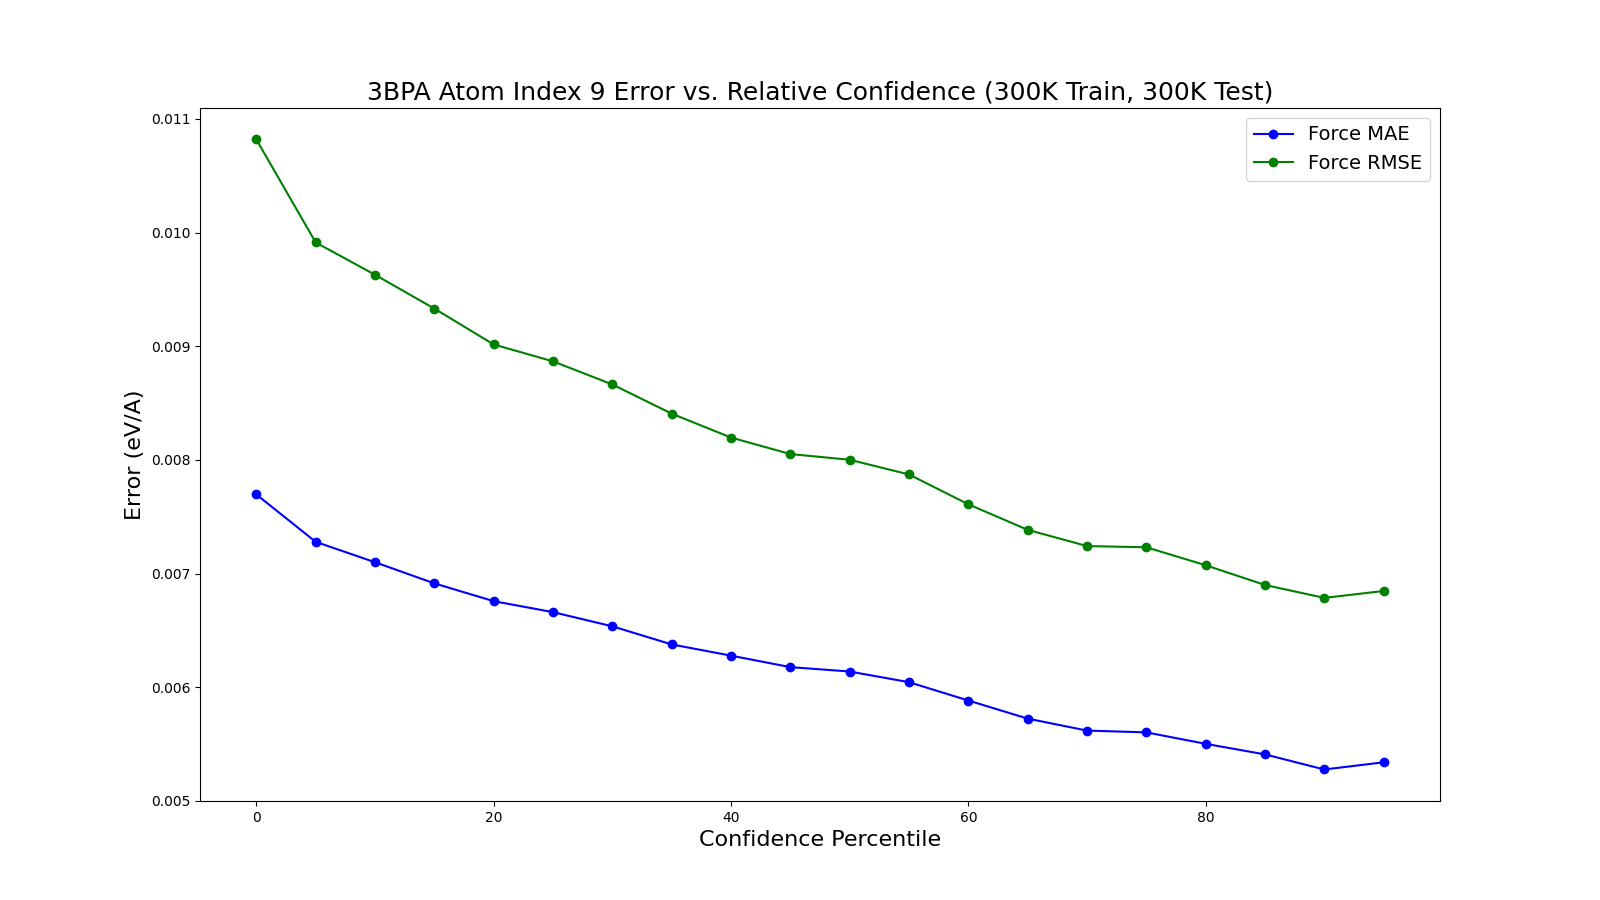 3BPA Atom Index 9 Error vs. Relative Confidence (300K Train, 300K Test)
Force MAE
Force RMSE
0.011
0.010
0.009
0.008
0.007
0.006
0.005
Error (eV/A)
0
20
40
60
80
Confidence Percentile